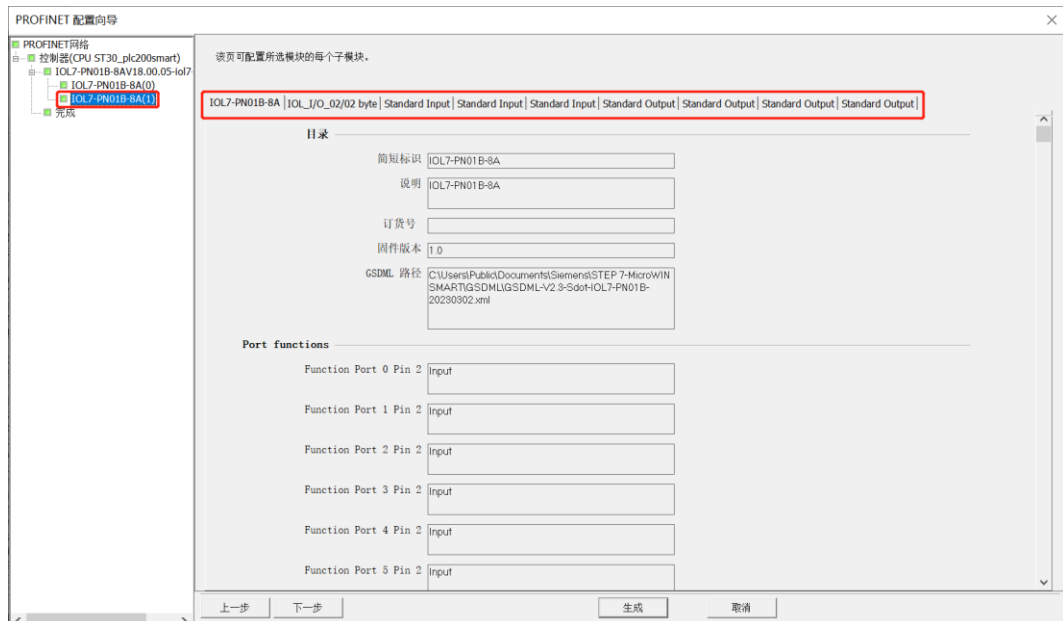 PROFINET 配置向导
PROFINET网络
控制器(CPU ST30_plc200smart)
IOL7-PN01B-8AV18.00.05-iol7-
IOL7-PN01B-8A(0)
IOL7-PN01B-8A(1)
完成
该页可配置所选模块的每个子模块。
IOL7-PN01B-8A IOL_I/O_02/02 byte Standard Input Standard Input Standard Input Standard Output Standard Output Standard Output Standard Output
目录
简短标识 IOL7-PN01B-8A
说明 IOL7-PN01B-8A
订货号
固件版本 1.0
GSDML 路径 C:\Users\Public\Documents\Siemens\STEP 7-MicroWIN
SMART\GSDML\GSDML-V2.3-Sdot-IOL7-PN01B-
20230302.xml
Port functions
Function Port 0 Pin 2 Input
Function Port 1 Pin 2 Input
Function Port 2 Pin 2 Input
Function Port 3 Pin 2 Input
Function Port 4 Pin 2 Input
Function Port 5 Pin 2 Input
上一步 下一步 生成 取消